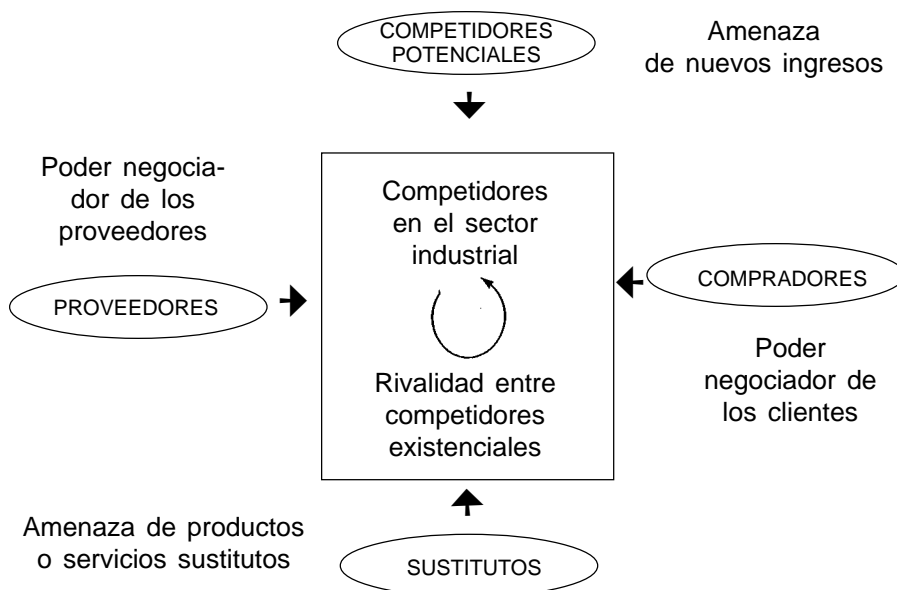 COMPETIDORES
POTENCIALES
Amenaza
de nuevos ingresos
Poder negocia-
dor de los
proveedores
PROVEEDORES
Competidores
en el sector
industrial
Rivalidad entre
competidores
existenciales
COMPRADORES
Poder
negociador de
los clientes
Amenaza de productos
o servicios sustitutos
SUSTITUTOS